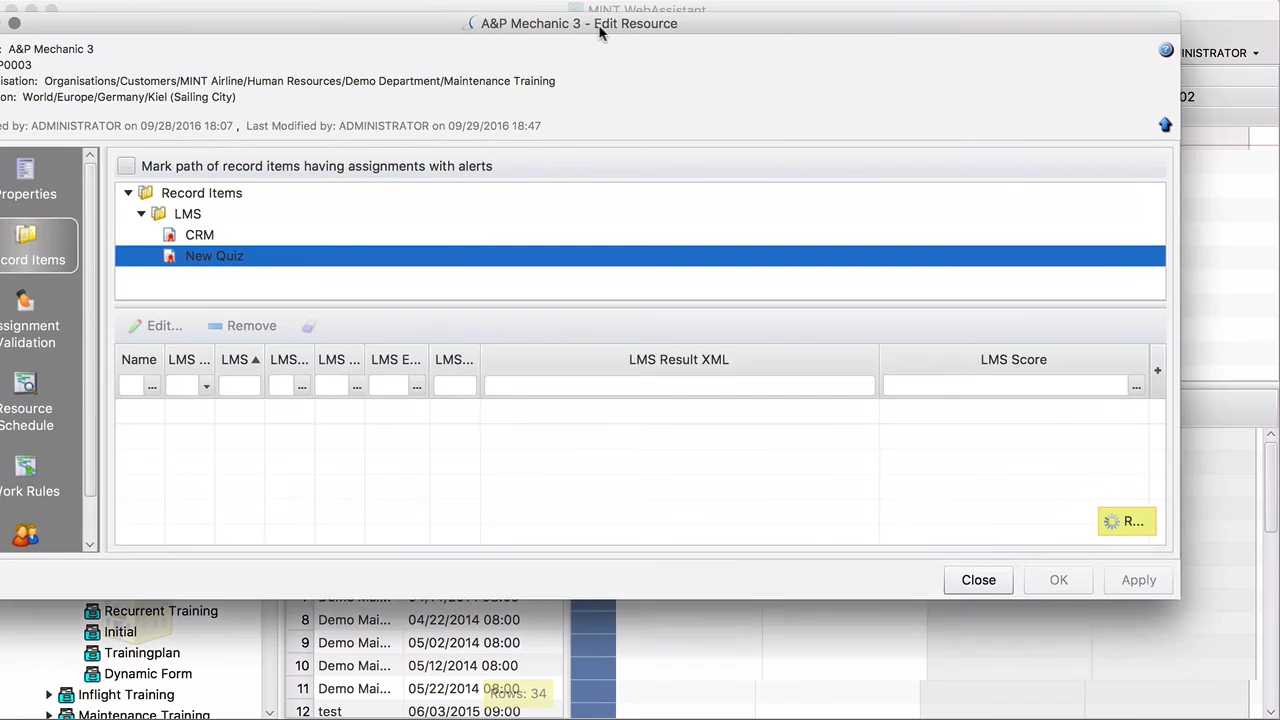 MINT WebAssistant
A&P Mechanic 3 - Edit Resource
: A&P Mechanic 3
P0003
isation: Organisations/Customers/MINT Airline/Human Resources/Demo Department/Maintenance Training
on: World/Europe/Germany/Kiel (Sailing City)
ed by: ADMINISTRATOR on 09/28/2016 18:07 , Last Modified by: ADMINISTRATOR on 09/29/2016 18:47
INISTRATOR
02
Mark path of record items having assignments with alerts
Record Items
LMS
CRM
New Quiz
roperties
cord Items
ssignment
Validation
Resource
Schedule
Work Rules
Edit... Remove
Name LMS ... LMS LMS... LMS ... LMS E... LMS... LMS Result XML LMS Score +
... ... ... ... ...
R...
Close OK Apply
Recurrent Training
Initial
Trainingplan
Dynamic Form
Inflight Training
Maintenance Training
8 Demo Mai... 04/22/2014 08:00
9 Demo Mai... 05/02/2014 08:00
10 Demo Mai... 05/12/2014 08:00
11 Demo Mai... 05/22/2014 08:00
Rows: 34
12 test 06/03/2015 09:00